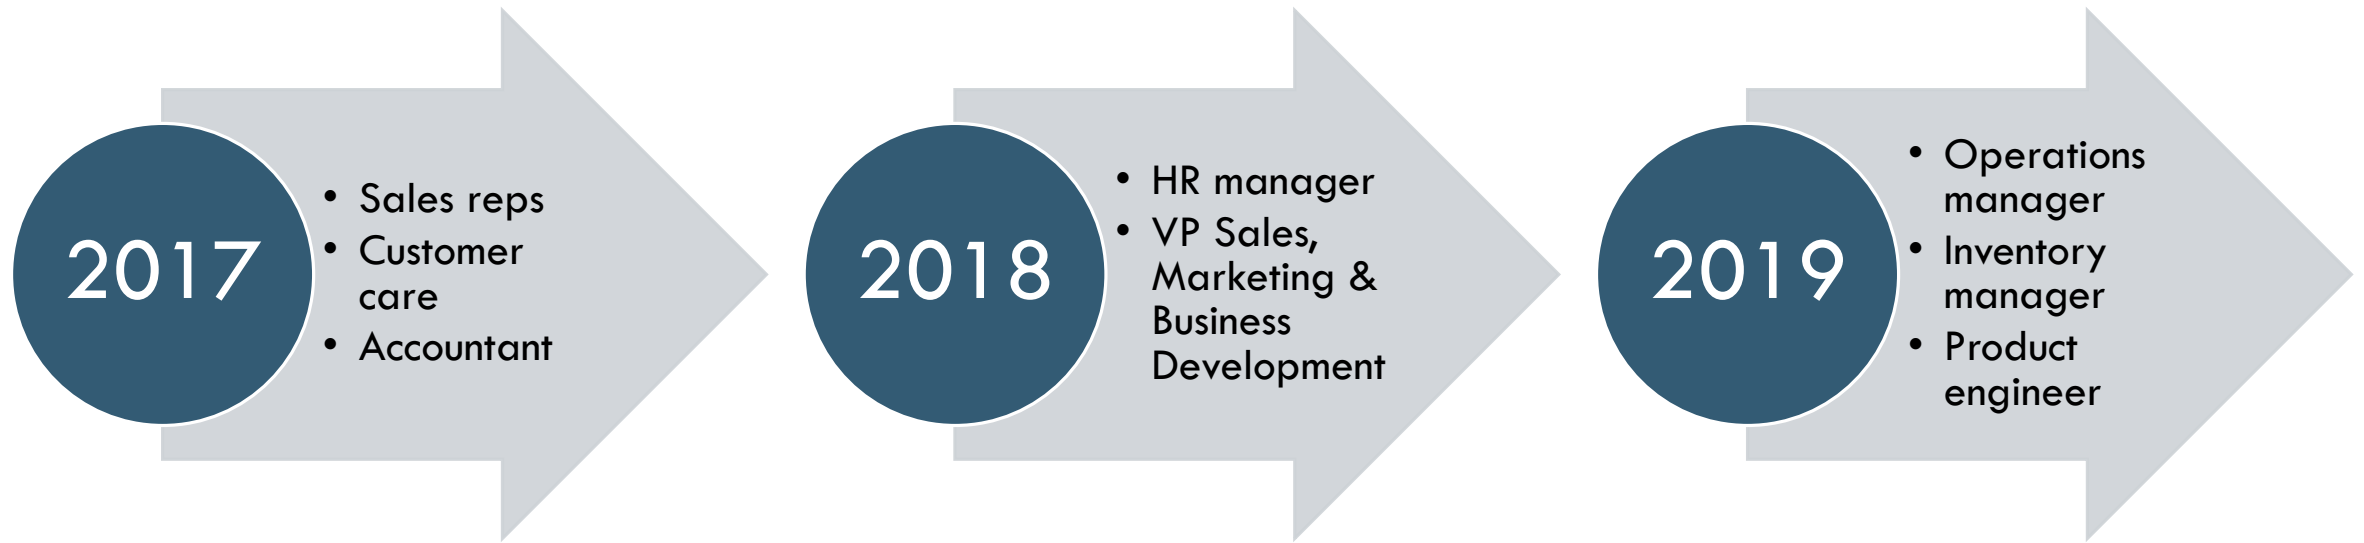 2017
• Sales reps
• Customer
care
• Accountant
2018
• HR manager
• VP Sales,
Marketing &
Business
Development
2019
• Operations
manager
• Inventory
manager
• Product
engineer